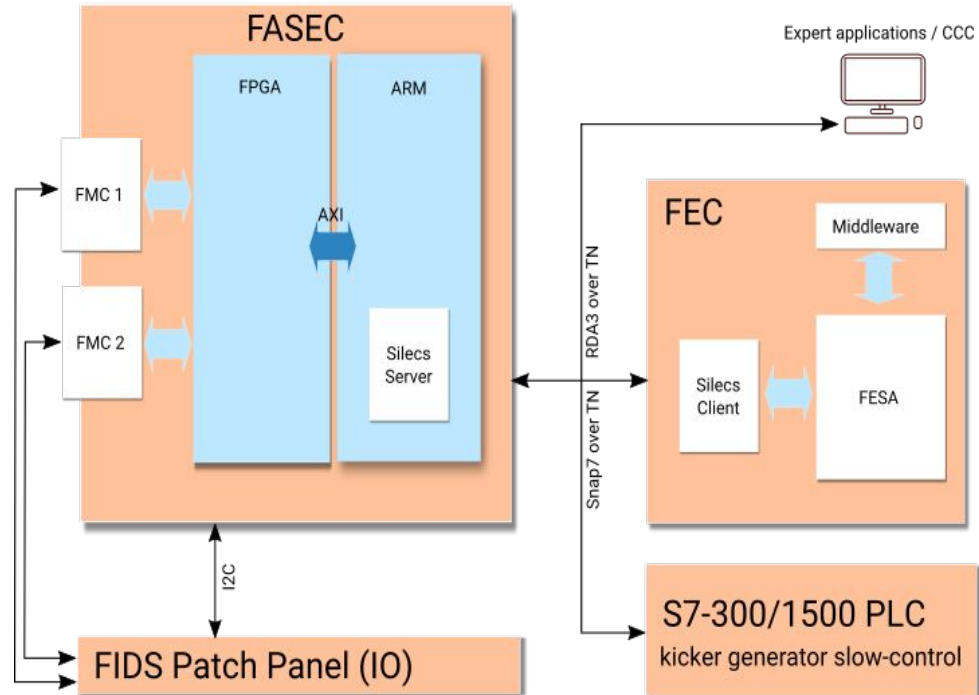 FASEC
FPGA
ARM
FMC 1
FMC 2
AXI
Silecs
Server
I2C
FIDS Patch Panel (IO)
Expert applications / CCC
RDA3 over TN
Snap7 over TN
FEC
Middleware
Silecs
Client
FESA
S7-300/1500 PLC
kicker generator slow-control